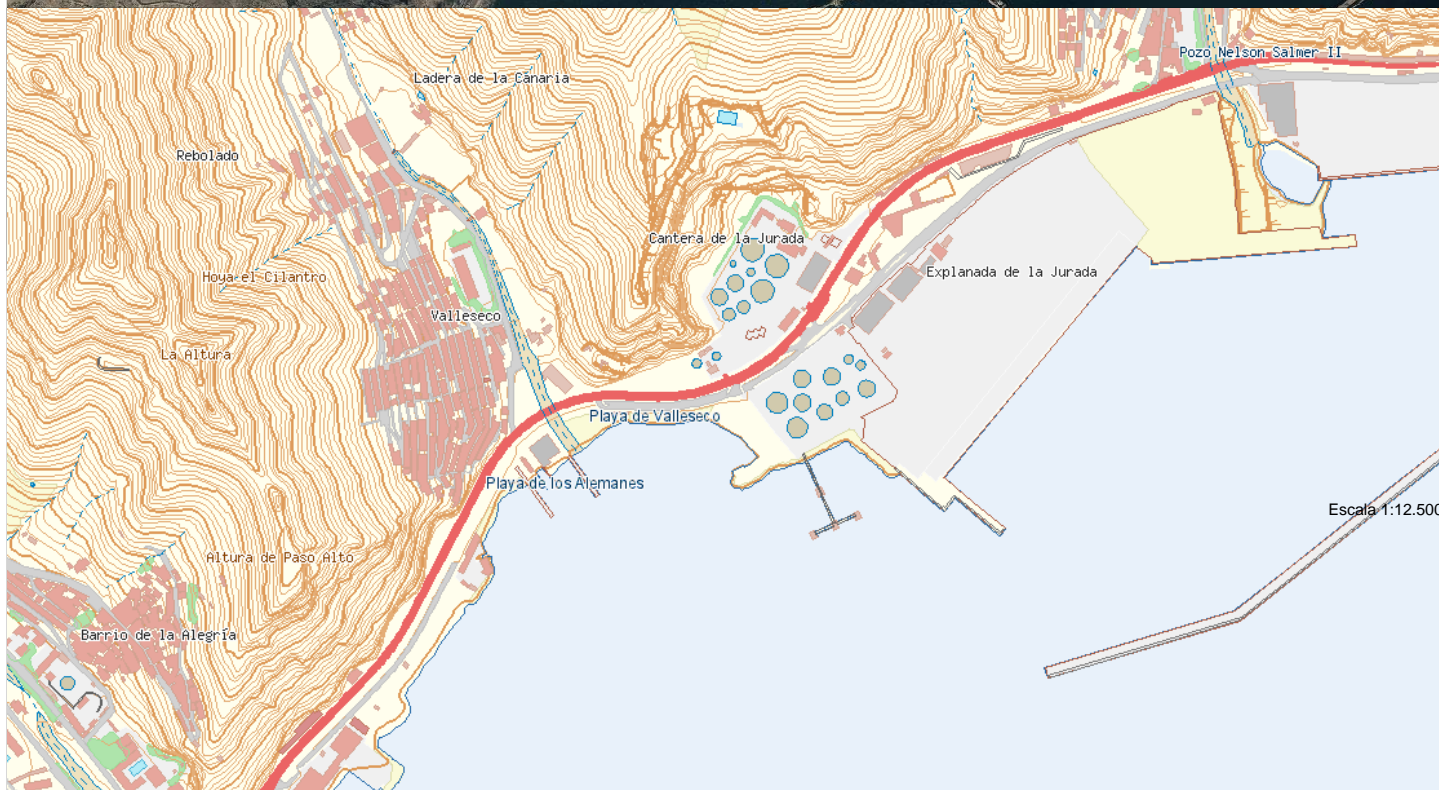 Pozo Nelson Salmer II
Ladera de la Canaria
Rebolado
Cantera de la Jurada
Explanada de la Jurada
Hoya el Cilantro
Valleseco
La Altura
Playa de Valleseco
Playa de los Alemanes
Escala 1:12.500
Altura de Paso Alto
Barrio de la Alegría